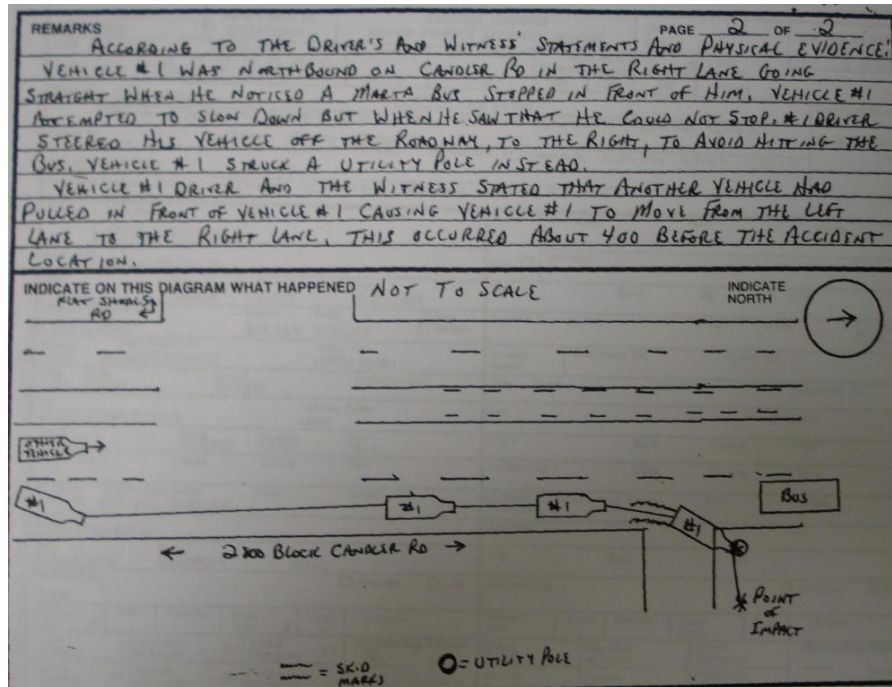 REMARKS
PAGE 2 OF 2
ACCORDING TO THE DRIVER'S AND WITNESS' STATEMENTS AND PHYSICAL EVIDENCE:
VEHICLE #1 WAS NORTHBOUND ON CANDLER RD IN THE RIGHT LANE GOING
STRAIGHT WHEN HE NOTICED A MARTA BUS STOPPED IN FRONT OF HIM. VEHICLE #1
ATTEMPTED TO SLOW DOWN BUT WHEN HE SAW THAT HE COULD NOT STOP, #1 DRIVER
STEERED HIS VEHICLE OFF THE ROADWAY, TO THE RIGHT, TO AVOID HITTING THE
BUS. VEHICLE #1 STRUCK A UTILITY POLE INSTEAD.
VEHICLE #1 DRIVER AND THE WITNESS STATED THAT ANOTHER VEHICLE HAD
PULLED IN FRONT OF VEHICLE #1 CAUSING VEHICLE #1 TO MOVE FROM THE LEFT
LANE TO THE RIGHT LANE. THIS OCCURRED ABOUT 400 BEFORE THE ACCIDENT
LOCATION.
INDICATE ON THIS DIAGRAM WHAT HAPPENED NOT TO SCALE
INDICATE
NORTH
FLAT SHOALS
RD
OTHER
VEHICLE
#1
#1
#1
#1
BUS
2800 BLOCK CANDLER RD
POINT
OF
IMPACT
= SKID
MARKS
= UTILITY POLE